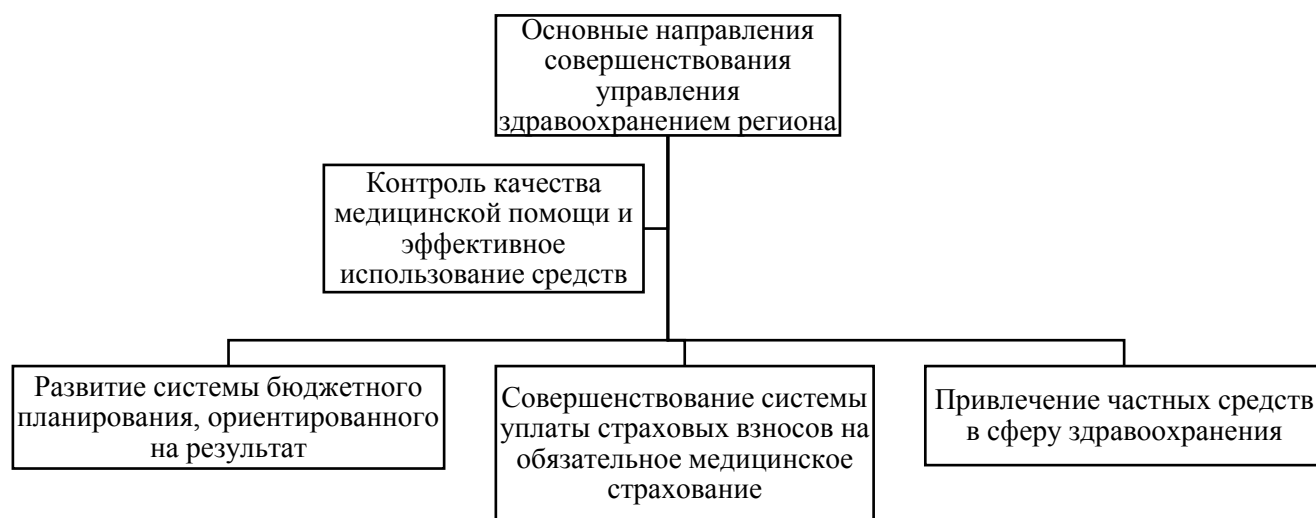 Основные направления
совершенствования
управления
здравоохранением региона
Контроль качества
медицинской помощи и
эффективное
использование средств
Развитие системы бюджетного
планирования, ориентированного
на результат
Совершенствование системы
уплаты страховых взносов на
обязательное медицинское
страхование
Привлечение частных средств
в сферу здравоохранения